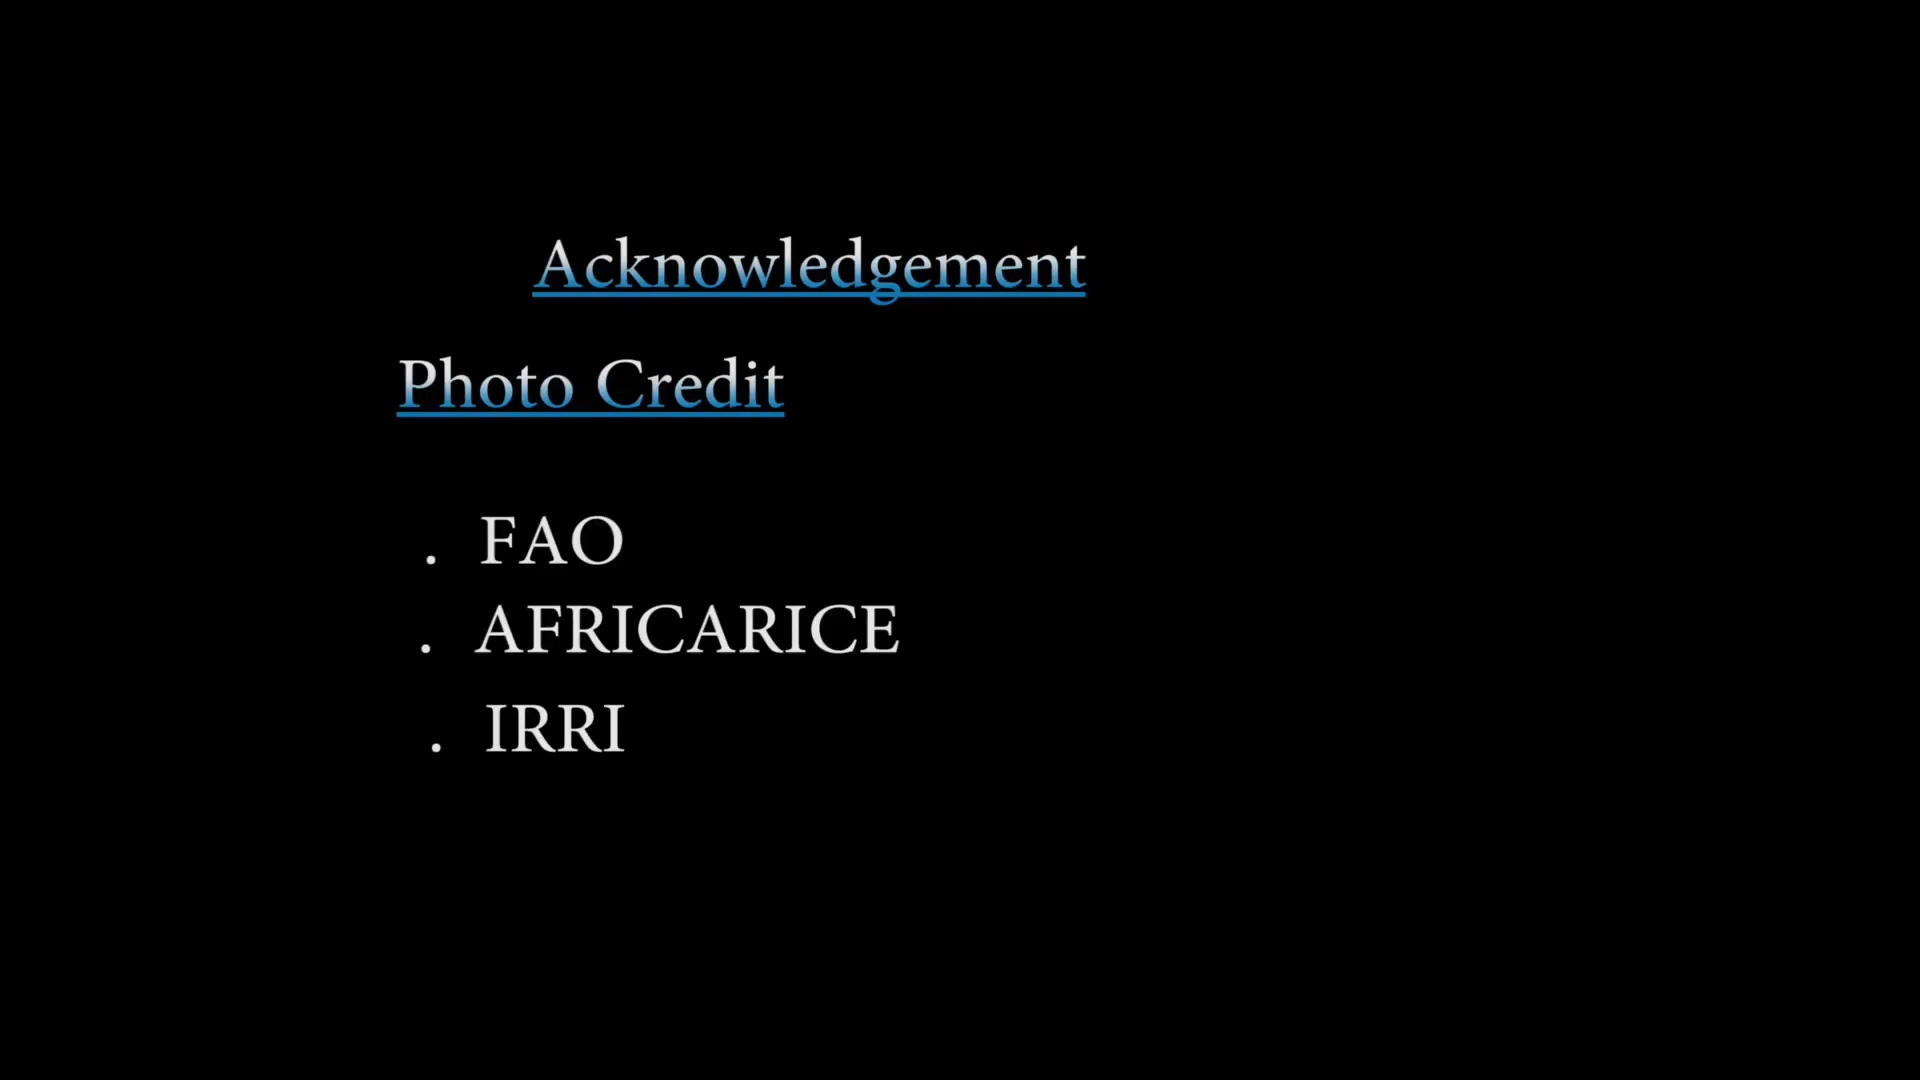 Acknowledgement
Photo Credit
. FAO
. AFRICARICE
. IRRI